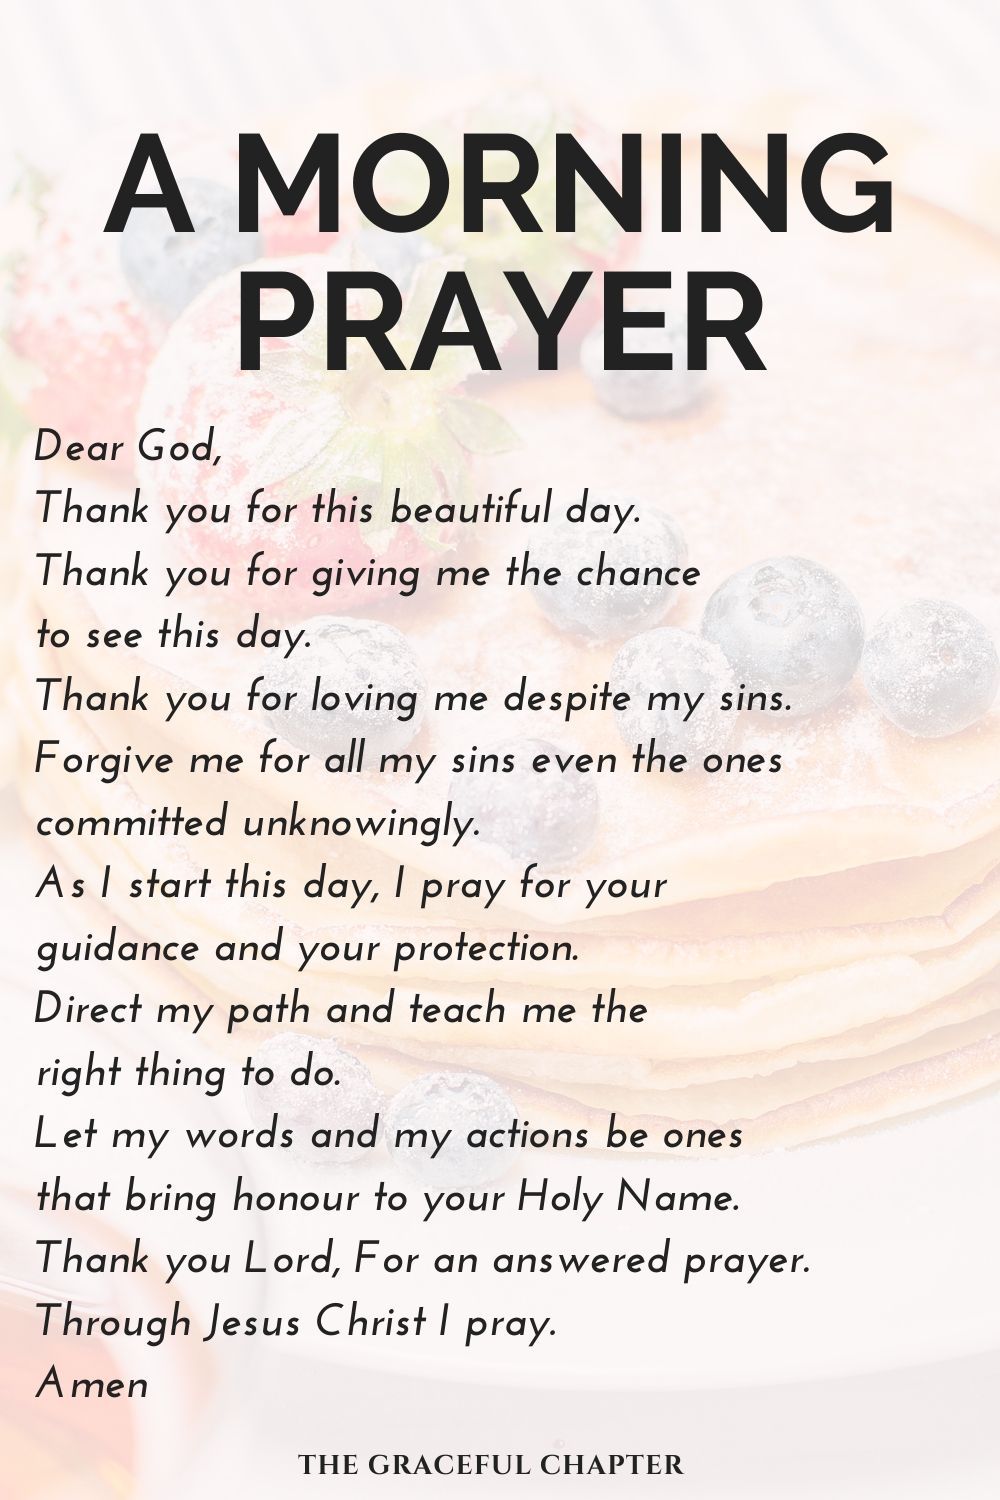 A MORNING
PRAYER
Dear God,
Thank you for this beautiful day.
Thank you for giving me the chance
to see this day.
Thank you for loving me despite my sins.
Forgive me for all my sins even the ones
committed unknowingly.
As I start this day, I pray for your
guidance and your protection.
Direct my path and teach me the
right thing to do.
Let my words and my actions be ones
that bring honour to your Holy Name.
Thank you Lord, For an answered prayer.
Through Jesus Christ I pray.
Amen
THE GRACEFUL CHAPTER